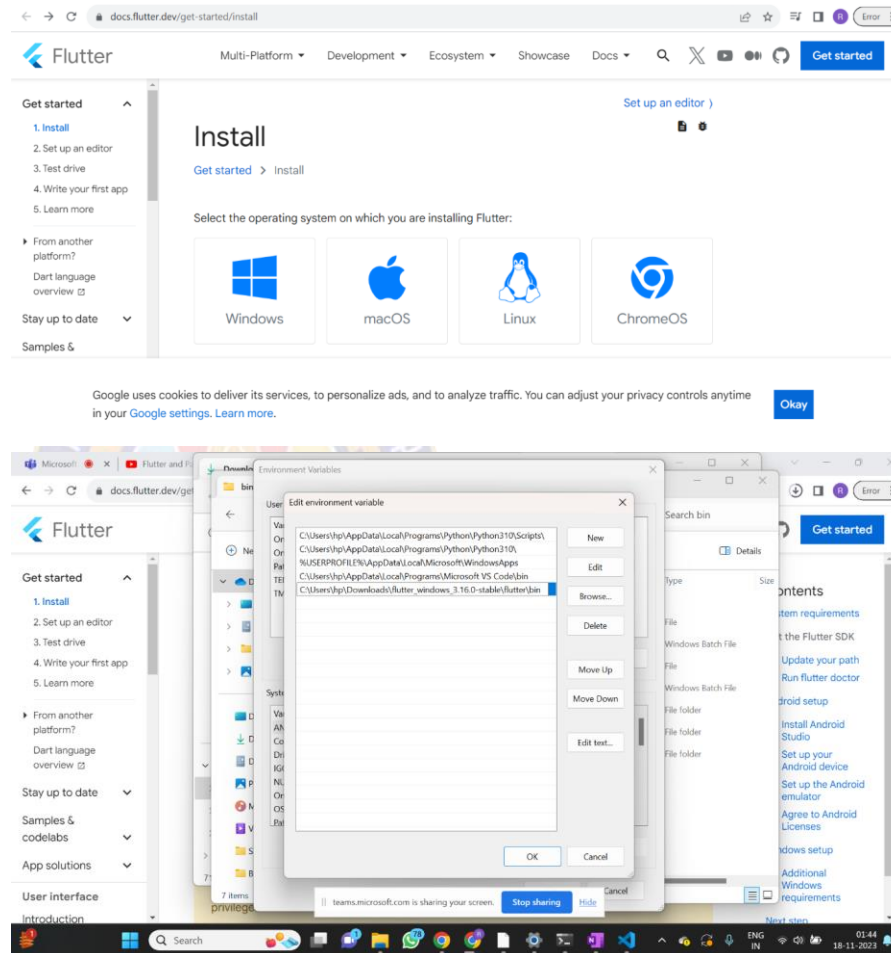 docs.flutter.dev/get-started/install
Error
Flutter
Multi-Platform
Development
Ecosystem
Showcase
Docs
Get started
Get started
1. Install
2. Set up an editor
3. Test drive
4. Write your first app
5. Learn more
From another
platform?
Dart language
overview
Stay up to date
Samples &
Set up an editor )
Install
Get started > Install
Select the operating system on which you are installing Flutter:
Windows
macOS
Linux
ChromeOS
Google uses cookies to deliver its services, to personalize ads, and to analyze traffic. You can adjust your privacy controls anytime
in your Google settings. Learn more.
Okay
Microsoft
Flutter and
docs.flutter.dev/ge
Error
Flutter
Get started
Get started
1. Install
2. Set up an editor
3. Test drive
4. Write your first app
5. Learn more
From another
platform?
Dart language
overview
Stay up to date
Samples &
codelabs
App solutions
User interface
Introduction
bin
Environment Variables
Edit environment variable
C:\Users\hp\AppData\Local\Programs\Python\Python310\Scripts\
C:\Users\hp\AppData\Local\Programs\Python\Python310\
%USERPROFILE%\AppData\Local\Microsoft\WindowsApps
C:\Users\hp\AppData\Local\Programs\Microsoft VS Code\bin
C:\Users\hp\Downloads\flutter_windows_3.16.0-stable\flutter\bin
New
Edit
Browse...
Delete
Move Up
Move Down
Edit text...
OK
Cancel
Cancel
7 items
Search bin
Details
Type
Size
File
Windows Batch File
File
Windows Batch File
File folder
File folder
File folder
ontents
tem requirements
t the Flutter SDK
Update your path
Run flutter doctor
droid setup
Install Android
Studio
Set up your
Android device
Set up the Android
emulator
Agree to Android
Licenses
ndows setup
Additional
Windows
requirements
Next step
privilege
teams.microsoft.com is sharing your screen.
Stop sharing
Hide
Search
ENG
IN
01:44
18-11-2023